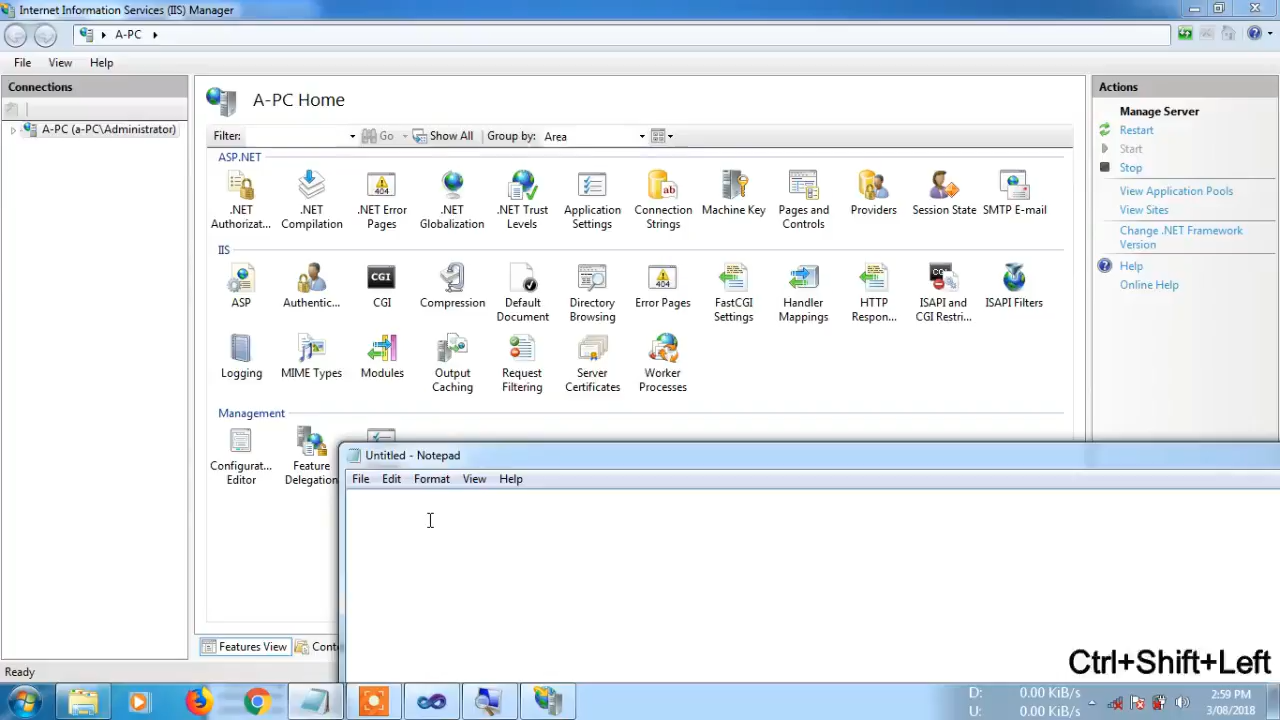 Internet Information Services (IIS) Manager
A-PC
File View Help
Connections
A-PC (a-PC\Administrator)
A-PC Home
Filter: Go Show All Group by: Area
ASP.NET
.NET Authorizat...
.NET Compilation
.NET Error Pages
.NET Globalization
.NET Trust Levels
Application Settings
Connection Strings
Machine Key
Pages and Controls
Providers
Session State
SMTP E-mail
IIS
ASP
Authentic...
CGI
Compression
Default Document
Directory Browsing
Error Pages
FastCGI Settings
Handler Mappings
HTTP Respon...
ISAPI and CGI Restri...
ISAPI Filters
Logging
MIME Types
Modules
Output Caching
Request Filtering
Server Certificates
Worker Processes
Management
Configurat... Editor
Feature Delegation
Features View
Actions
Manage Server
Restart
Start
Stop
View Application Pools
View Sites
Change .NET Framework
Version
Help
Online Help
Untitled - Notepad
File Edit Format View Help
Ctrl+Shift+Left
Ready
D: 0.00 KiB/s
U: 0.00 KiB/s
2:59 PM
3/08/2018